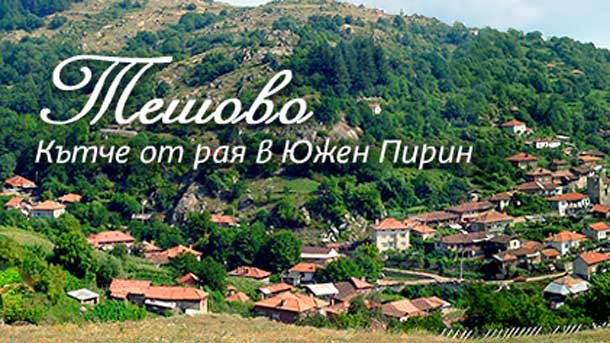 Тешово
Кътче от рая в Южен Пирин